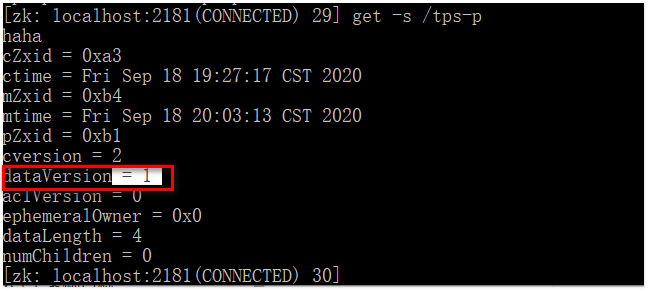 [zk: localhost:2181(CONNECTED) 29] get -s /tps-p
haha
cZxid = 0xa3
ctime = Fri Sep 18 19:27:17 CST 2020
mZxid = 0xb4
mtime = Fri Sep 18 20:03:13 CST 2020
pZxid = 0xb1
cversion = 2
dataVersion = 1
aclVersion = 0
ephemeralOwner = 0x0
dataLength = 4
numChildren = 0
[zk: localhost:2181(CONNECTED) 30]